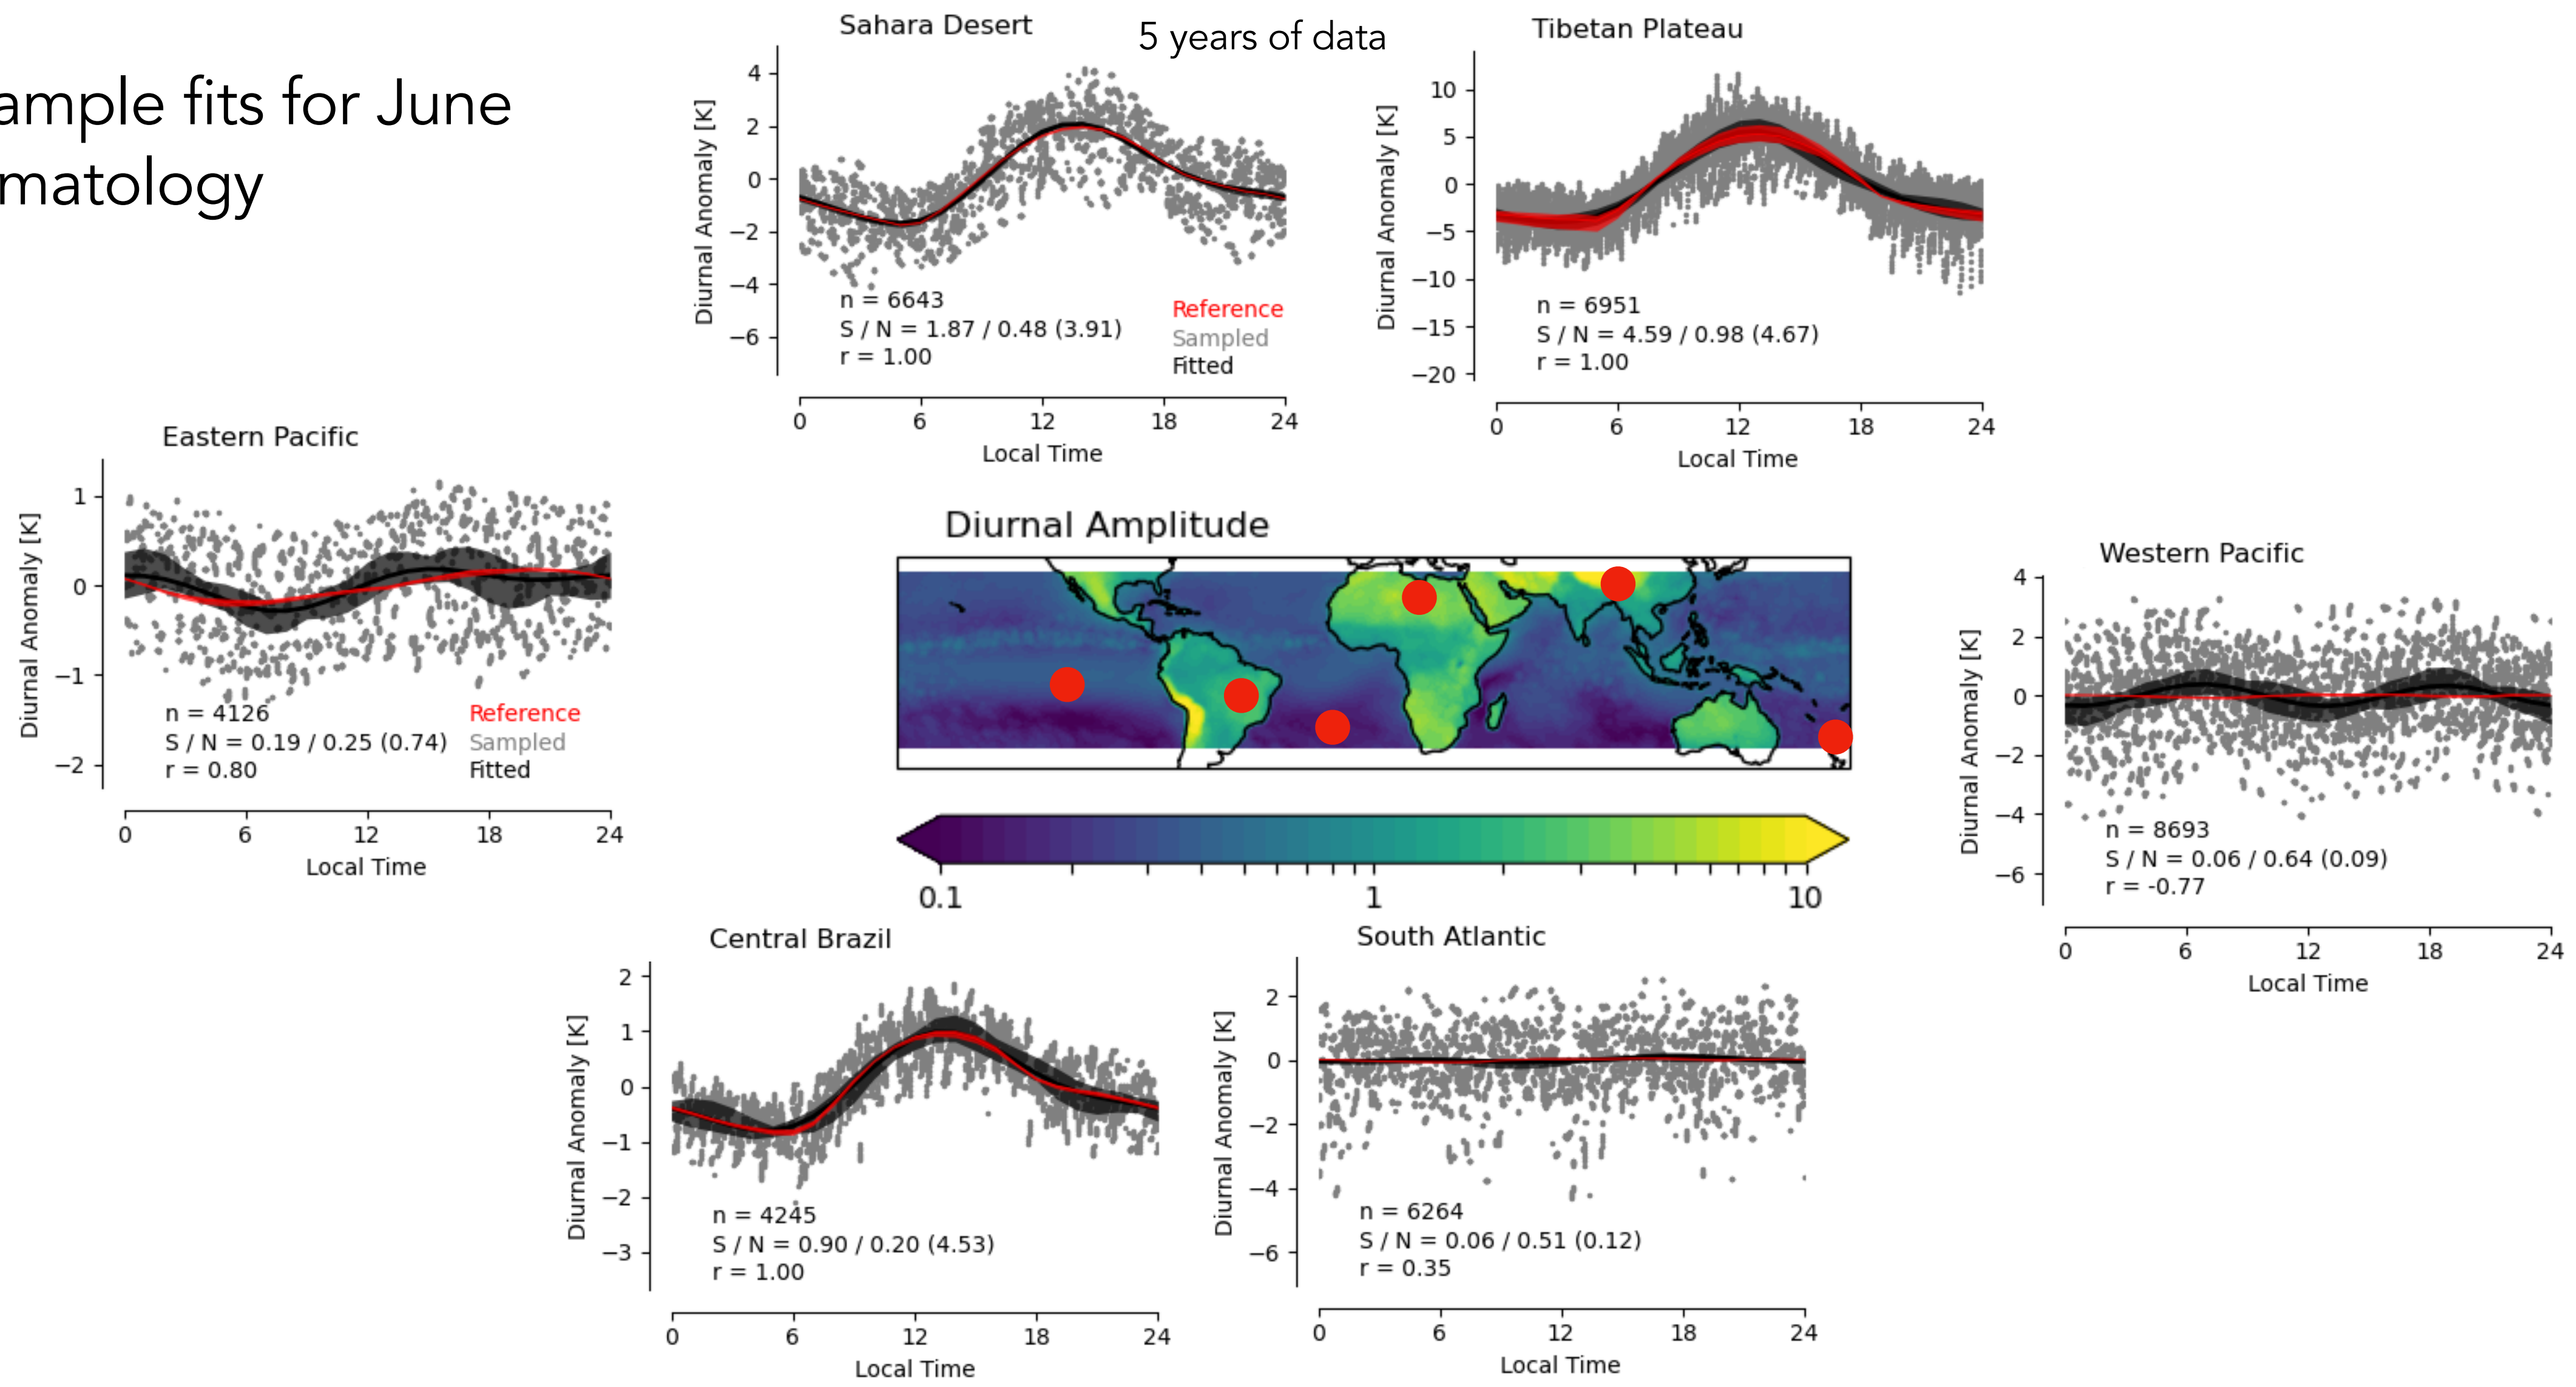 ample fits for June
matology
5 years of data
Sahara Desert
Diurnal Anomaly [K]
4
2
0
−2
−4
−6
n = 6643
S / N = 1.87 / 0.48 (3.91)
r = 1.00
Reference
Sampled
Fitted
0 6 12 18 24
Local Time
Tibetan Plateau
Diurnal Anomaly [K]
10
5
0
−5
−10
−15
−20
n = 6951
S / N = 4.59 / 0.98 (4.67)
r = 1.00
0 6 12 18 24
Local Time
Eastern Pacific
Diurnal Anomaly [K]
1
0
−1
−2
n = 4126
S / N = 0.19 / 0.25 (0.74)
r = 0.80
Reference
Sampled
Fitted
0 6 12 18 24
Local Time
Diurnal Amplitude
0.1 1 10
Western Pacific
Diurnal Anomaly [K]
4
2
0
−2
−4
−6
n = 8693
S / N = 0.06 / 0.64 (0.09)
r = -0.77
0 6 12 18 24
Local Time
Central Brazil
Diurnal Anomaly [K]
2
1
0
−1
−2
−3
n = 4245
S / N = 0.90 / 0.20 (4.53)
r = 1.00
0 6 12 18 24
Local Time
South Atlantic
Diurnal Anomaly [K]
2
0
−2
−4
−6
n = 6264
S / N = 0.06 / 0.51 (0.12)
r = 0.35
0 6 12 18 24
Local Time